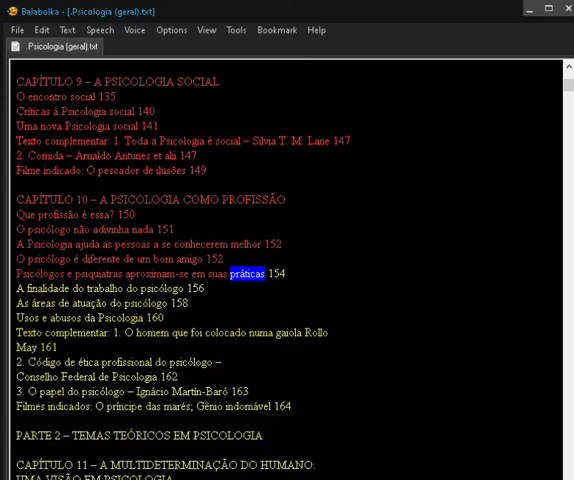 Balabolka - [.Psicologia (geral).txt]
File Edit Text Speech Voice Options View Tools Bookmark Help
.Psicologia (geral).txt
CAPÍTULO 9 – A PSICOLOGIA SOCIAL
O encontro social 135
Críticas à Psicologia social 140
Uma nova Psicologia social 141
Texto complementar: 1. Toda a Psicologia é social – Silvia T. M. Lane 147
2. Comida – Arnaldo Antunes et alii 147
Filme indicado: O pescador de ilusões 149
CAPÍTULO 10 – A PSICOLOGIA COMO PROFISSÃO
Que profissão é essa? 150
O psicólogo não adivinha nada 151
A Psicologia ajuda as pessoas a se conhecerem melhor 152
O psicólogo é diferente de um bom amigo 152
Psicólogos e psiquiatras aproximam-se em suas práticas 154
A finalidade do trabalho do psicólogo 156
As áreas de atuação do psicólogo 158
Usos e abusos da Psicologia 160
Texto complementar: 1. O homem que foi colocado numa gaiola Rollo
May 161
2. Código de ética profissional do psicólogo –
Conselho Federal de Psicologia 162
3. O papel do psicólogo – Ignácio Martín-Baró 163
Filmes indicados: O príncipe das marés; Gênio indomável 164
PARTE 2 – TEMAS TEÓRICOS EM PSICOLOGIA
CAPÍTULO 11 – A MULTIDETERMINAÇÃO DO HUMANO:
UMA VISÃO EM PSICOLOGIA